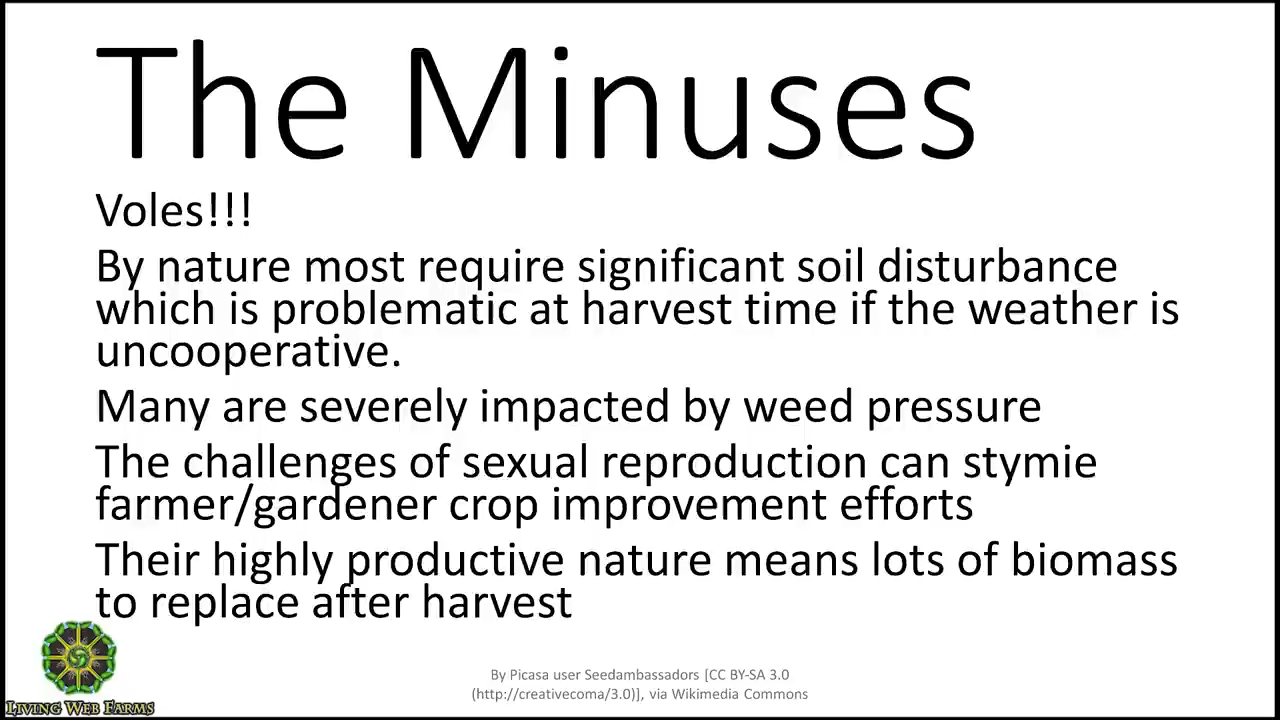 The Minuses
Voles!!!
By nature most require significant soil disturbance
which is problematic at harvest time if the weather is
uncooperative.
Many are severely impacted by weed pressure
The challenges of sexual reproduction can stymie
farmer/gardener crop improvement efforts
Their highly productive nature means lots of biomass
to replace after harvest
By Picasa user Seedambassadors [CC BY-SA 3.0
(http://creativecoma/3.0)], via Wikimedia Commons
Living Web Farms